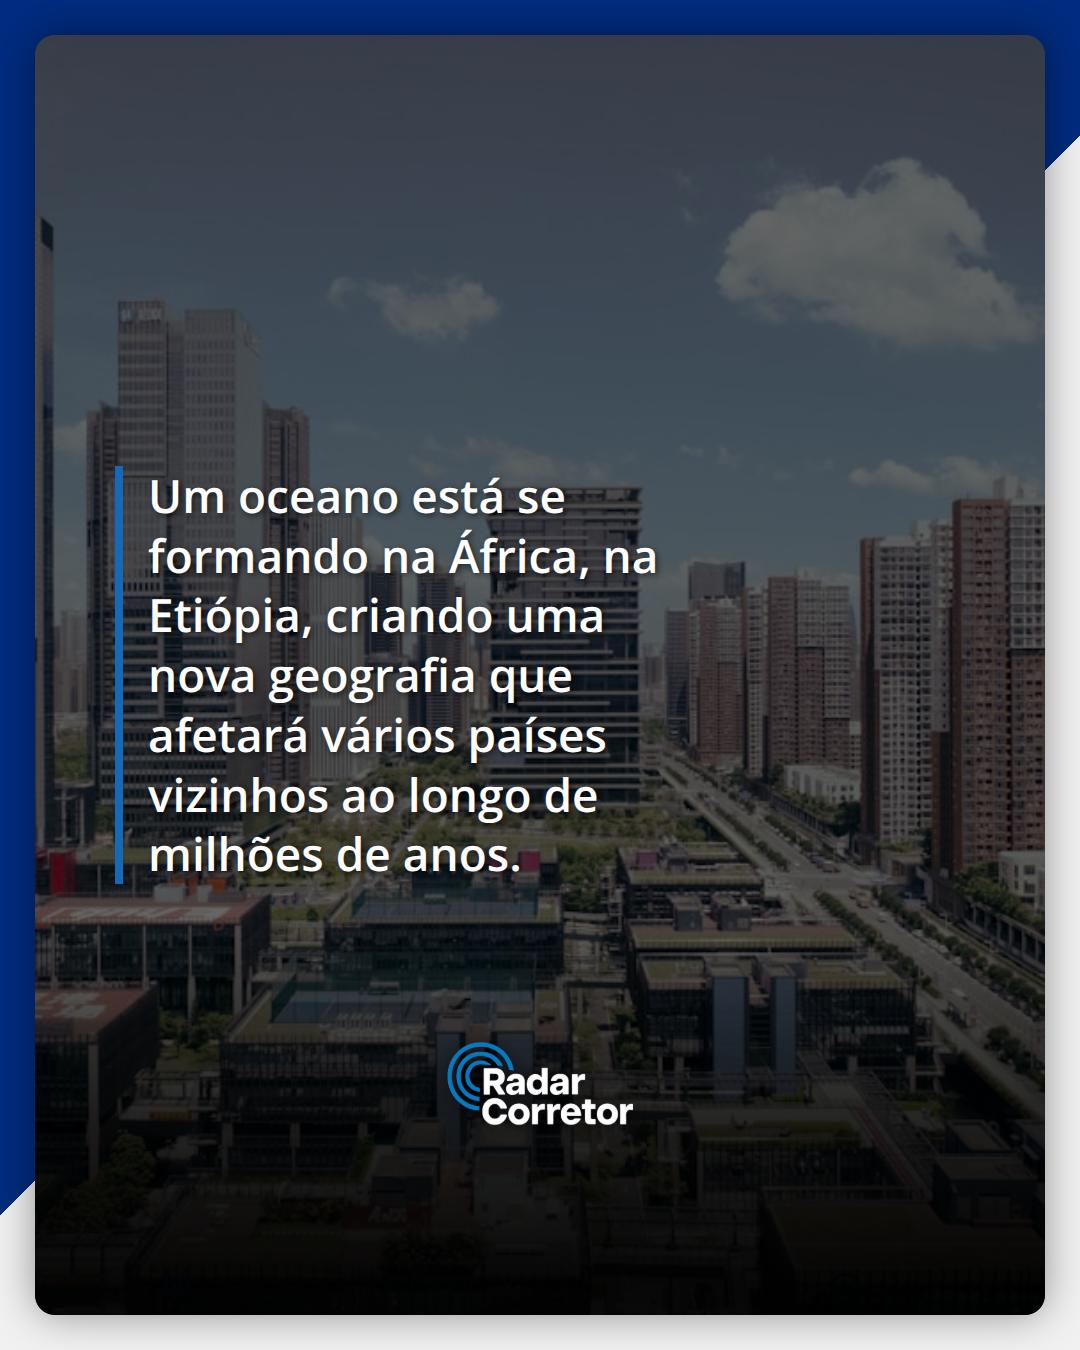 Um oceano está se
formando na África, na
Etiópia, criando uma
nova geografia que
afetará vários países
vizinhos ao longo de
milhões de anos.
Radar
Corretor